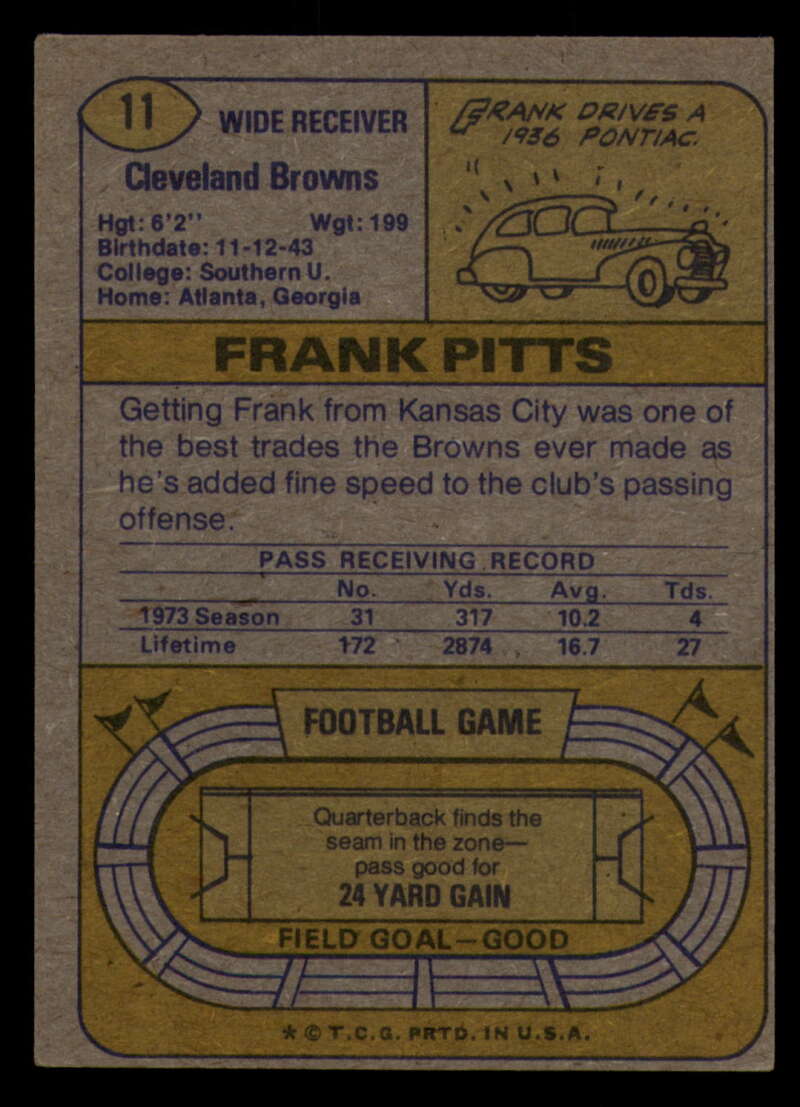 11
WIDE RECEIVER
Cleveland Browns
Hgt: 6'2" Wgt: 199
Birthdate: 11-12-43
College: Southern U.
Home: Atlanta, Georgia
FRANK DRIVES A
1936 PONTIAC.
FRANK PITTS
Getting Frank from Kansas City was one of
the best trades the Browns ever made as
he's added fine speed to the club's passing
offense.
PASS RECEIVING RECORD
No. Yds. Avg. Tds.
1973 Season 31 317 10.2 4
Lifetime 172 2874 16.7 27
FOOTBALL GAME
Quarterback finds the
seam in the zone—
pass good for
24 YARD GAIN
FIELD GOAL—GOOD
* © T.C.G. PRTD. IN U.S.A.